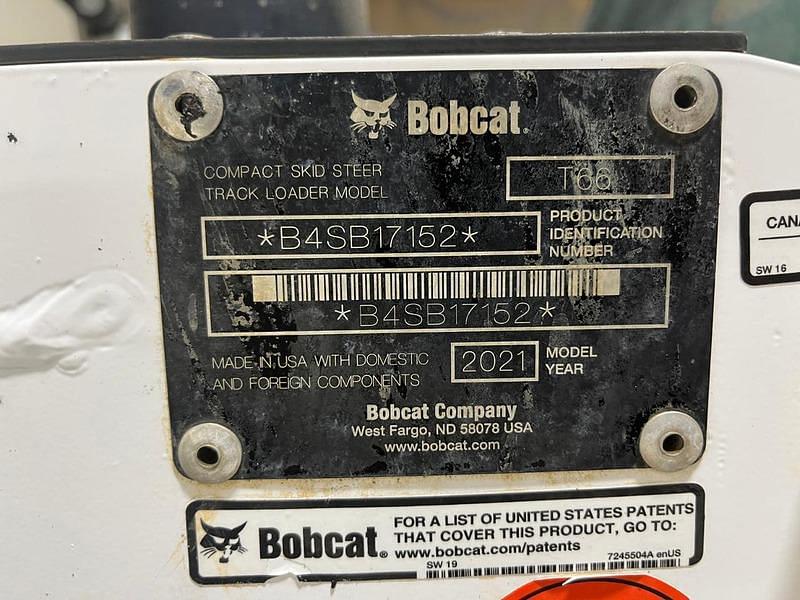 Bobcat.
COMPACT SKID STEER
TRACK LOADER MODEL
T66
*B4SB17152*
PRODUCT
IDENTIFICATION
NUMBER
*B4SB17152*
MADE IN USA WITH DOMESTIC
AND FOREIGN COMPONENTS
2021
MODEL
YEAR
Bobcat Company
West Fargo, ND 58078 USA
www.bobcat.com
CANA
SW 16
Bobcat®
FOR A LIST OF UNITED STATES PATENTS
THAT COVER THIS PRODUCT, GO TO:
www.bobcat.com/patents
7245504A enUS
SW 19